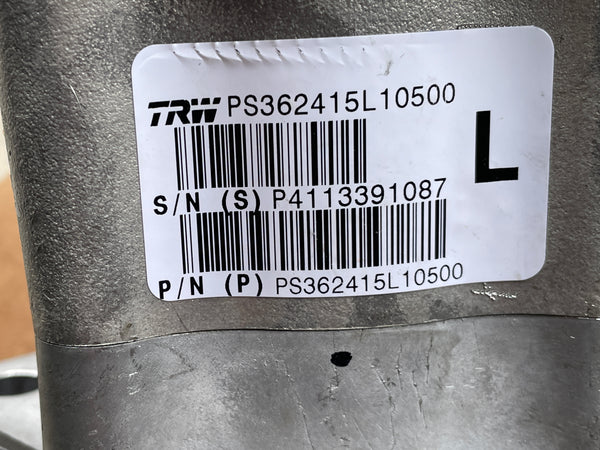 TRW PS362415L10500
L
S/N (S) P4113391087
P/N (P) PS362415L10500